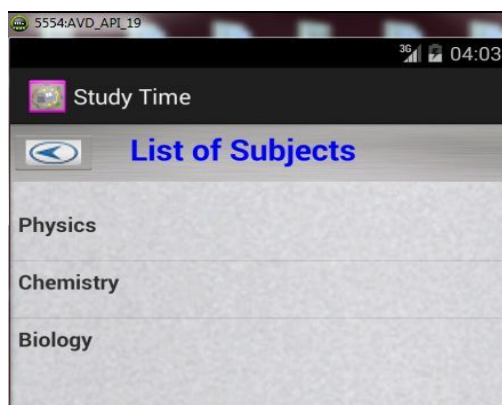 5554:AVD_API_19
3G 04:03
Study Time
List of Subjects
Physics
Chemistry
Biology